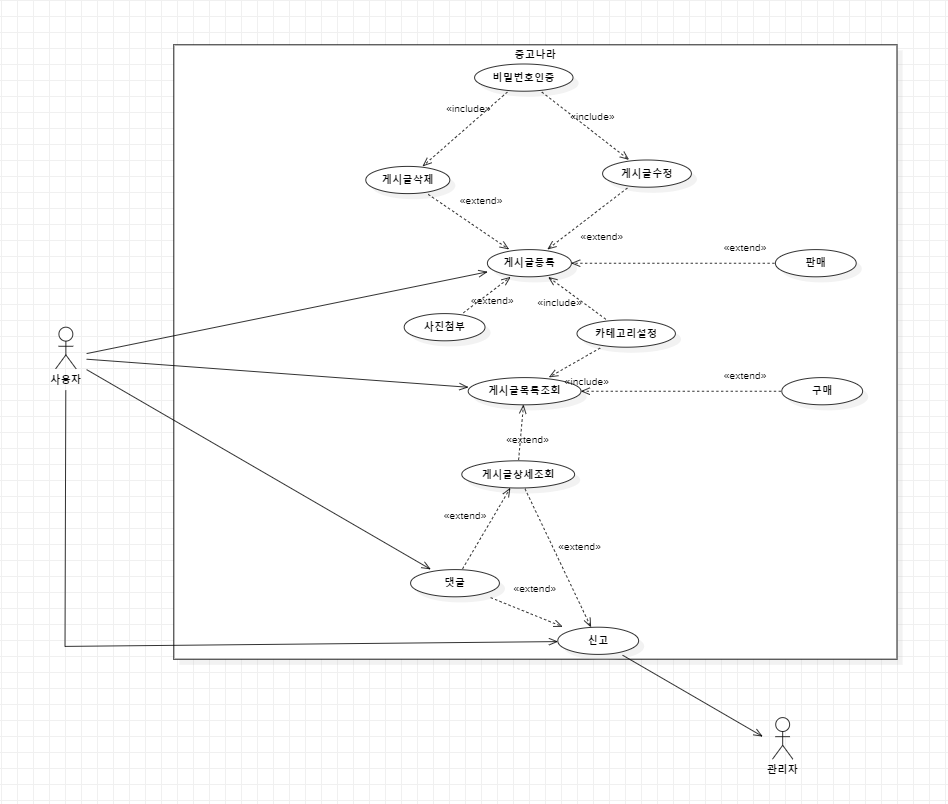 중고나라
비밀번호인증
«include»
«include»
게시글삭제
게시글수정
«extend»
«extend»
게시글등록
«extend»
판매
«extend»
«include»
사진첨부
카테고리설정
사용자
게시글목록조회
«include»
«extend»
구매
«extend»
게시글상세조회
«extend»
«extend»
댓글
«extend»
신고
관리자